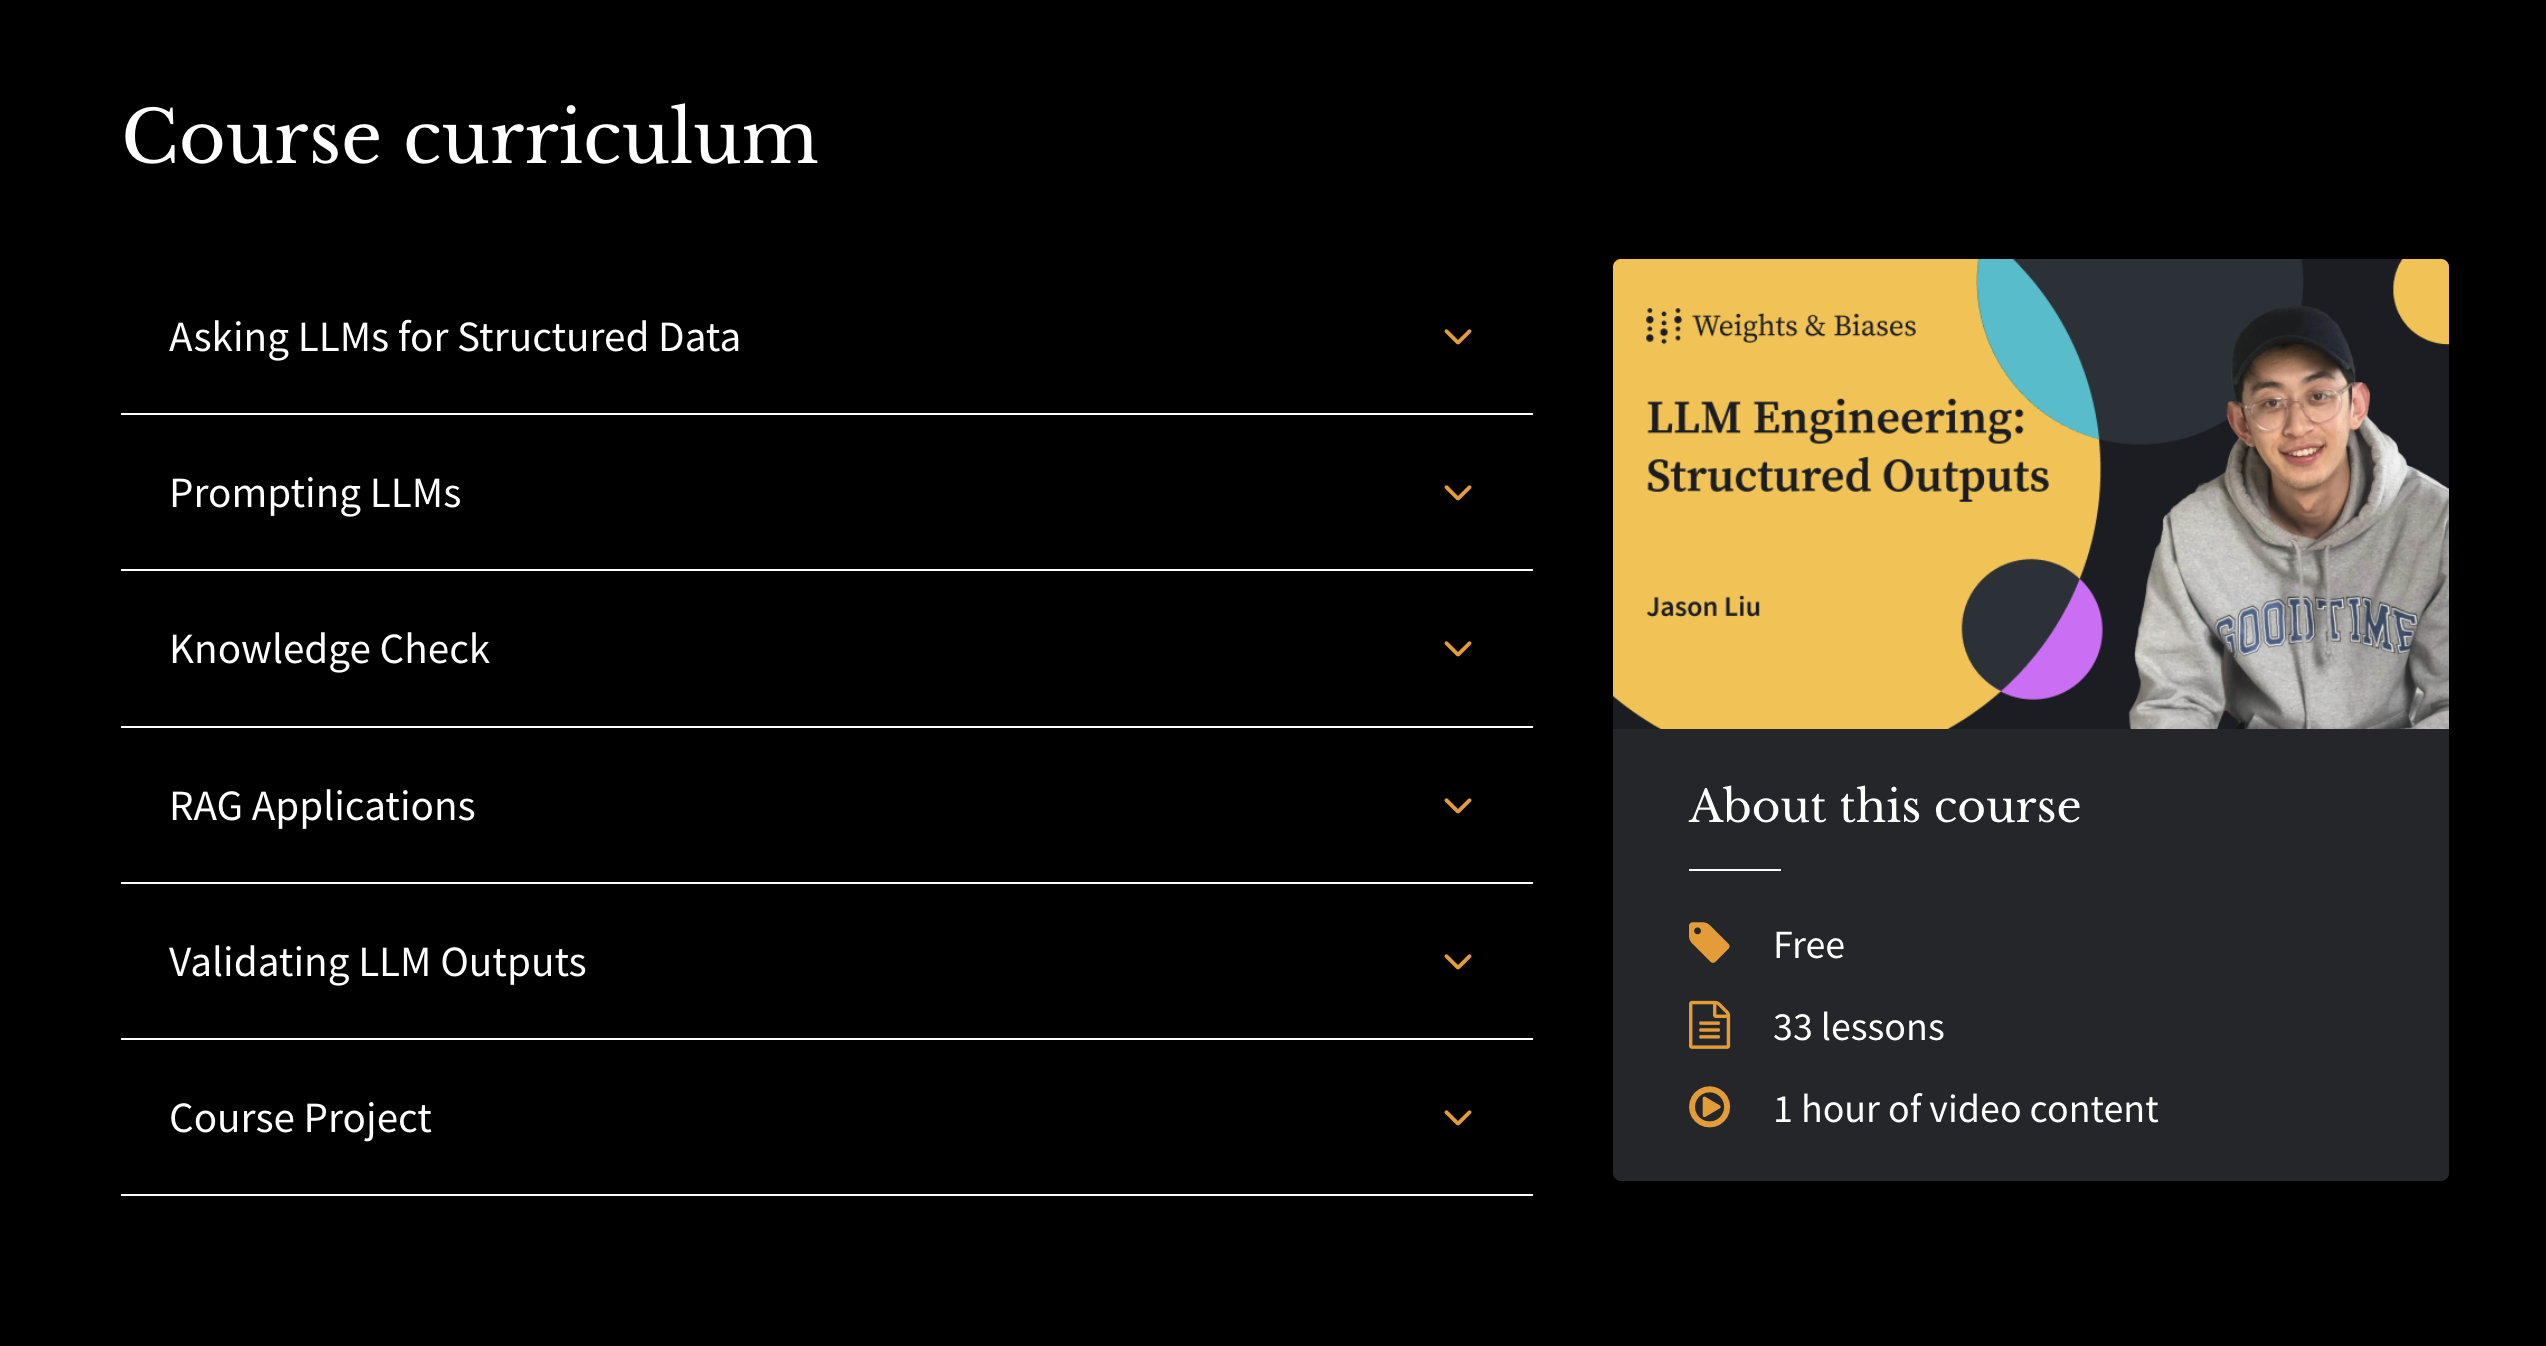 Course curriculum
Asking LLMs for Structured Data
Prompting LLMs
Knowledge Check
RAG Applications
Validating LLM Outputs
Course Project
Weights & Biases
LLM Engineering:
Structured Outputs
Jason Liu
GOOD TIME
About this course
Free
33 lessons
1 hour of video content